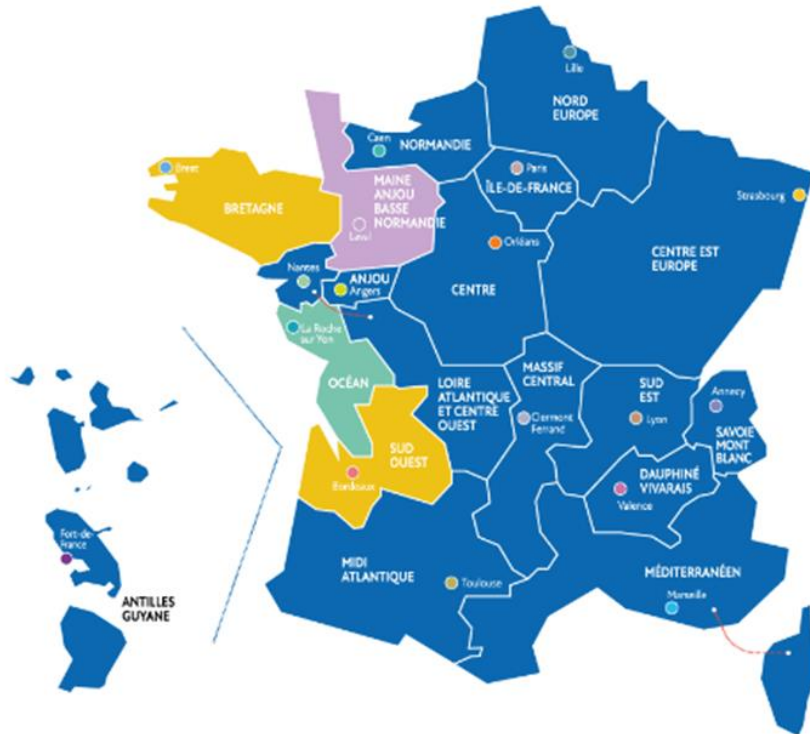 Lille
NORD
EUROPE
Caen
NORMANDIE
Paris
ÎLE-DE-FRANCE
Brest
BRETAGNE
MAINE
ANJOU
BASSE
NORMANDIE
Laval
Strasbourg
Orléans
CENTRE EST
EUROPE
Nantes
ANJOU
Angers
CENTRE
La Roche
sur Yon
OCÉAN
LOIRE
ATLANTIQUE
ET CENTRE
OUEST
MASSIF
CENTRAL
Clermont
Ferrand
SUD
EST
Lyon
Annecy
SAVOIE
MONT
BLANC
SUD
OUEST
Bordeaux
DAUPHINÉ
VIVARAIS
Valence
MIDI
ATLANTIQUE
Toulouse
MÉDITERRANÉEN
Marseille
Fort-de-
France
ANTILLES
GUYANE